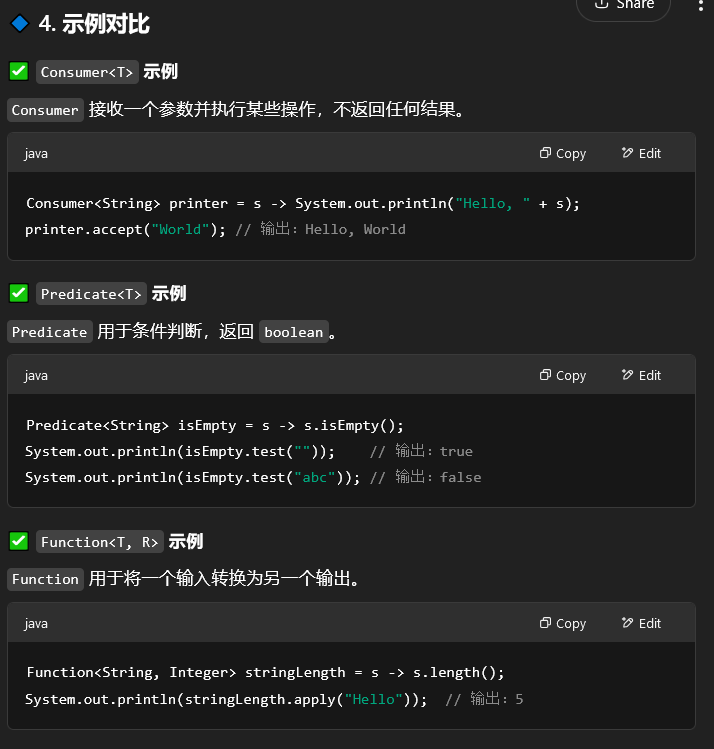 Share
4. 示例对比
Consumer<T> 示例
Consumer 接收一个参数并执行某些操作，不返回任何结果。
java Copy Edit
Consumer<String> printer = s -> System.out.println("Hello, " + s);
printer.accept("World"); // 输出：Hello, World
Predicate<T> 示例
Predicate 用于条件判断，返回 boolean。
java Copy Edit
Predicate<String> isEmpty = s -> s.isEmpty();
System.out.println(isEmpty.test(""));    // 输出：true
System.out.println(isEmpty.test("abc")); // 输出：false
Function<T, R> 示例
Function 用于将一个输入转换为另一个输出。
java Copy Edit
Function<String, Integer> stringLength = s -> s.length();
System.out.println(stringLength.apply("Hello"));  // 输出：5